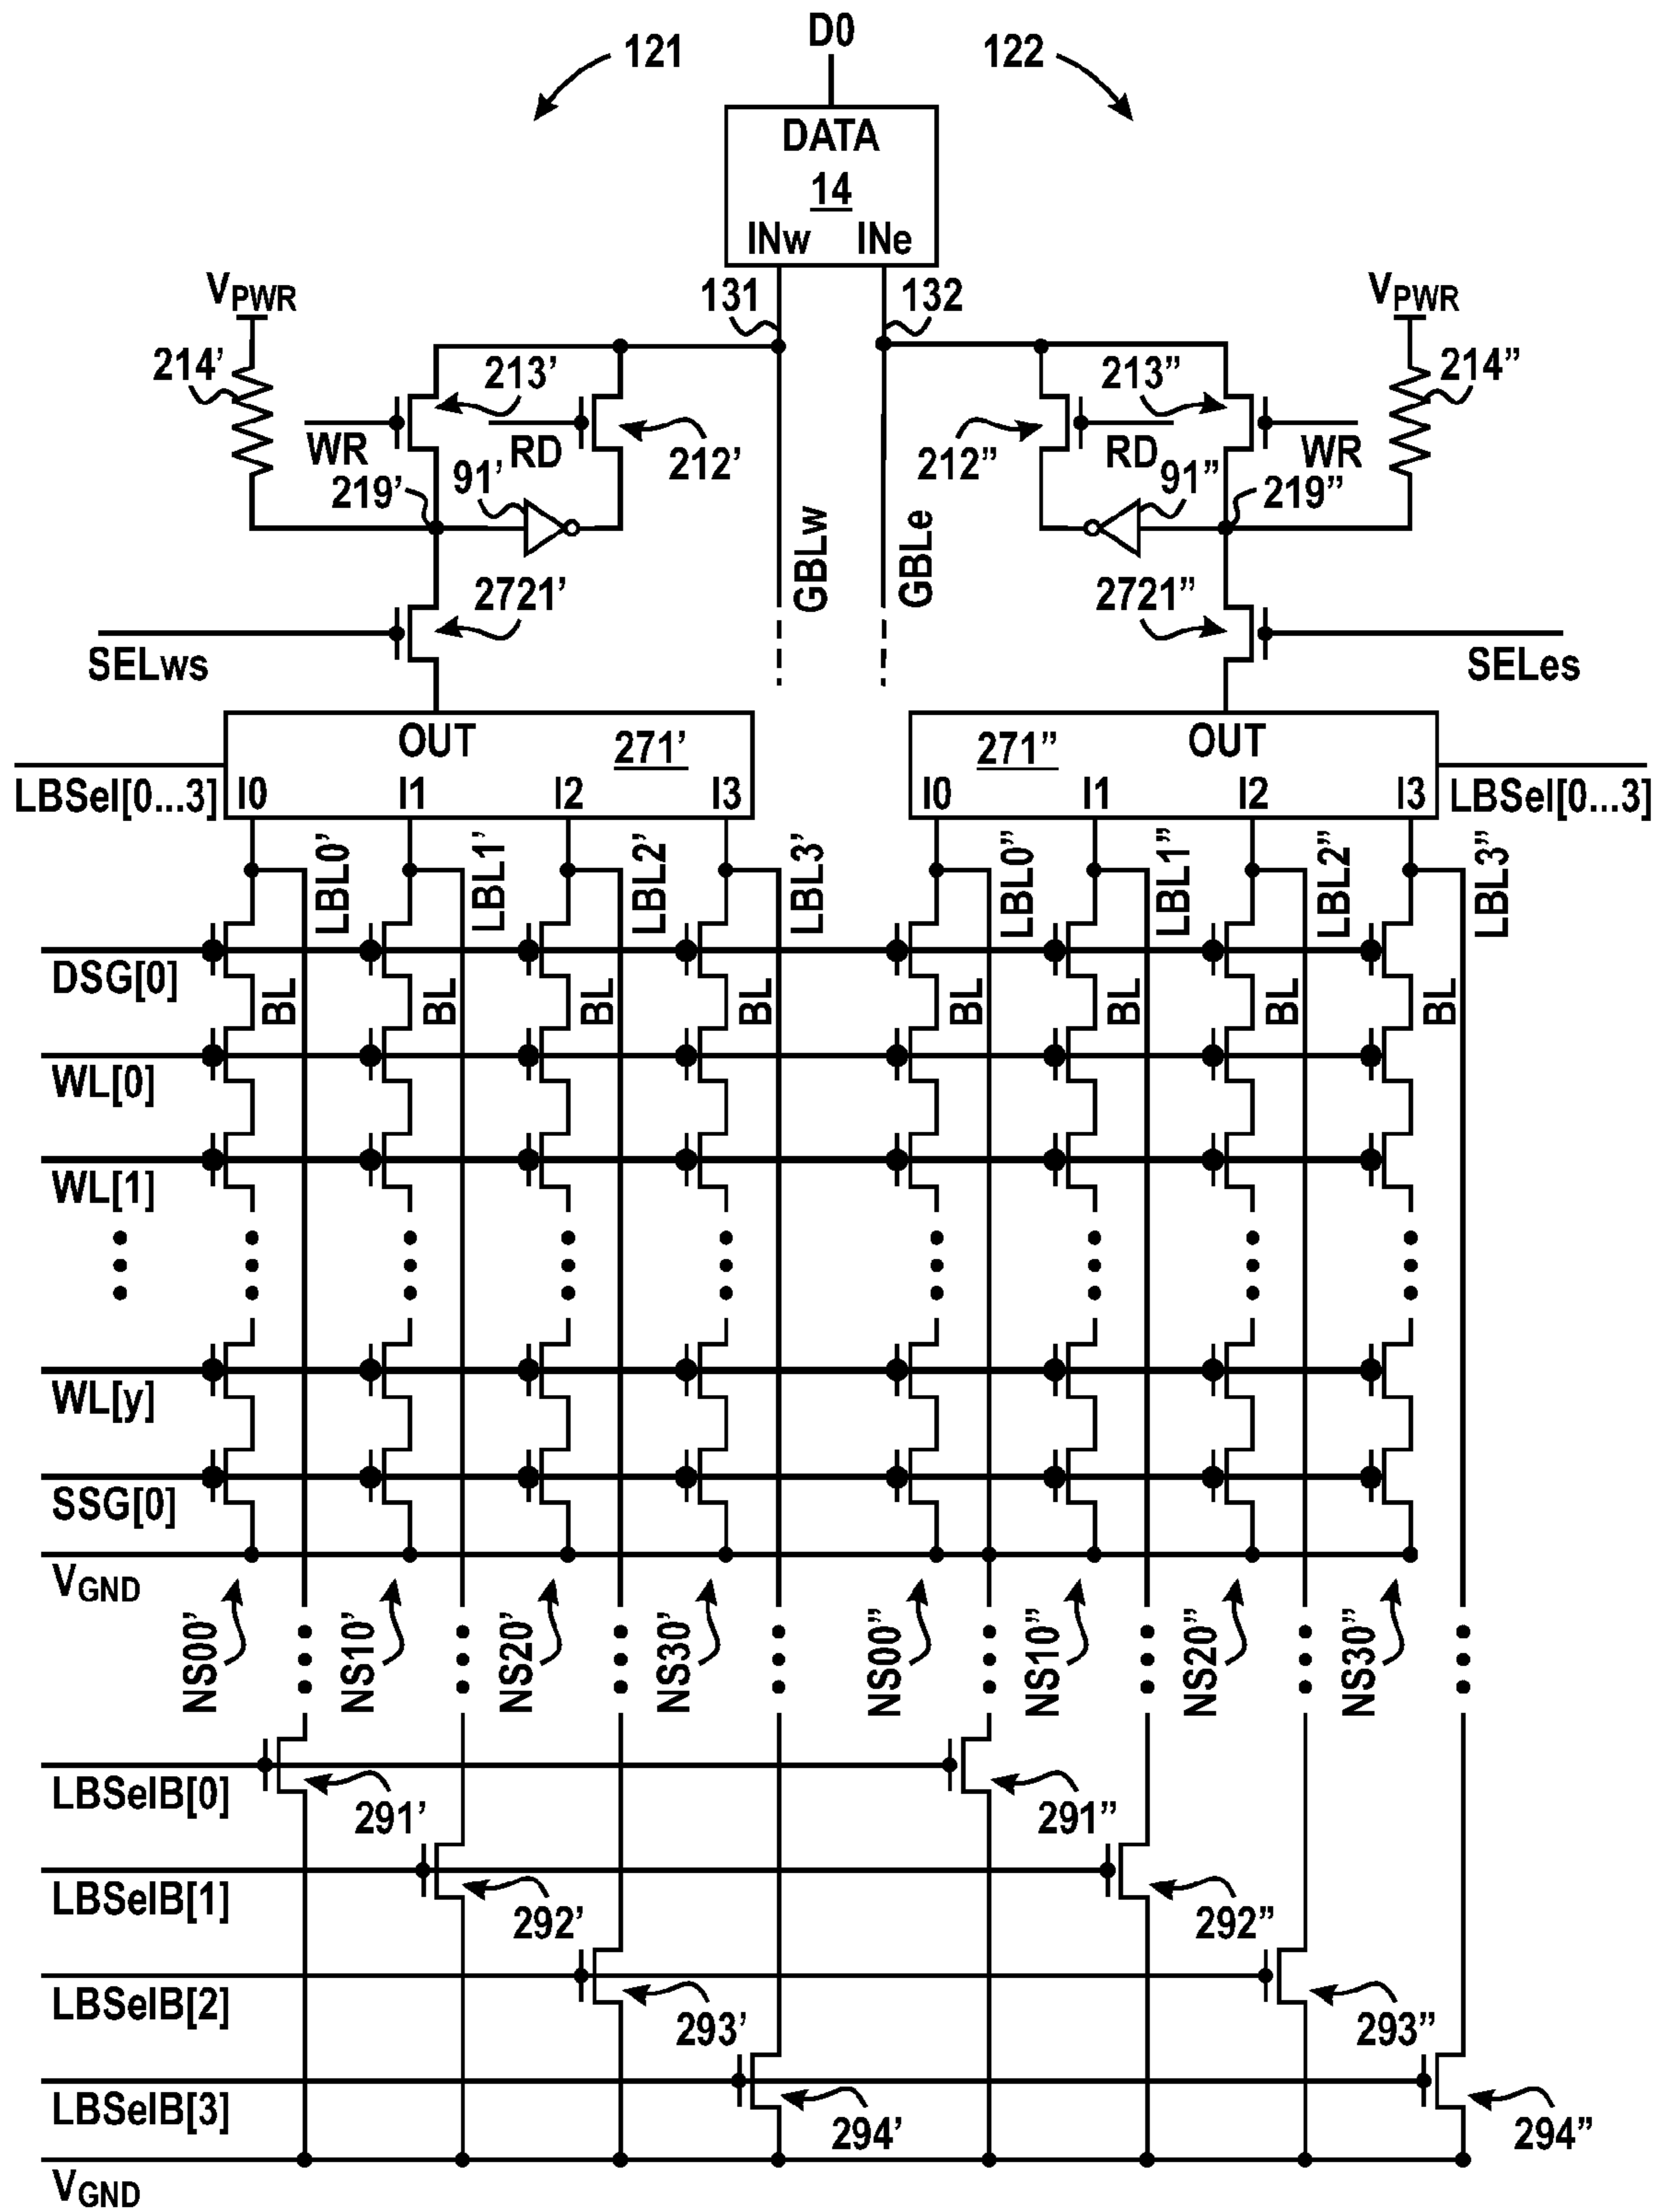 D0
121
122
DATA
14
INw INe
131
132
VPWR
VPWR
214'
213'
213”
214”
WR
RD
212'
212”
RD
WR
219'
91'
91”
219”
GBLw
GBLe
2721'
2721”
SELws
SELes
OUT
271'
271”
OUT
LBSel[0...3]
I0 I1 I2 I3
I0 I1 I2 I3
LBSel[0...3]
LBL0'
LBL1'
LBL2'
LBL3'
LBL0”
LBL1”
LBL2”
LBL3”
DSG[0]
BL
BL
BL
BL
BL
BL
BL
BL
WL[0]
WL[1]
WL[y]
SSG[0]
VGND
NS00'
NS10'
NS20'
NS30'
NS00”
NS10”
NS20”
NS30”
LBSelB[0]
291'
291”
LBSelB[1]
292'
292”
LBSelB[2]
293'
293”
LBSelB[3]
294'
294”
VGND